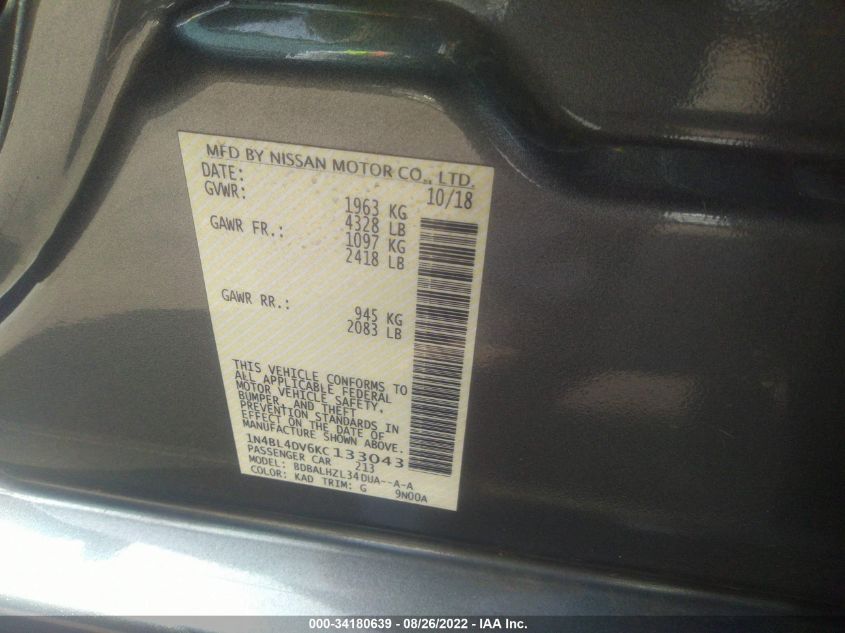 MFD BY NISSAN MOTOR CO., LTD.
DATE: 10/18
GVWR: 1963 KG
4328 LB
GAWR FR.: 1097 KG
2418 LB
GAWR RR.: 945 KG
2083 LB
THIS VEHICLE CONFORMS TO
ALL APPLICABLE FEDERAL
MOTOR VEHICLE SAFETY,
BUMPER, AND THEFT
PREVENTION STANDARDS IN
EFFECT ON THE DATE OF
MANUFACTURE SHOWN ABOVE.
1N4BL4DV6KC133043
PASSENGER CAR 213
MODEL: BDBALHZL34DUA--A-A
COLOR: KAD TRIM: G 9N00A
000-34180639 - 08/26/2022 - IAA Inc.